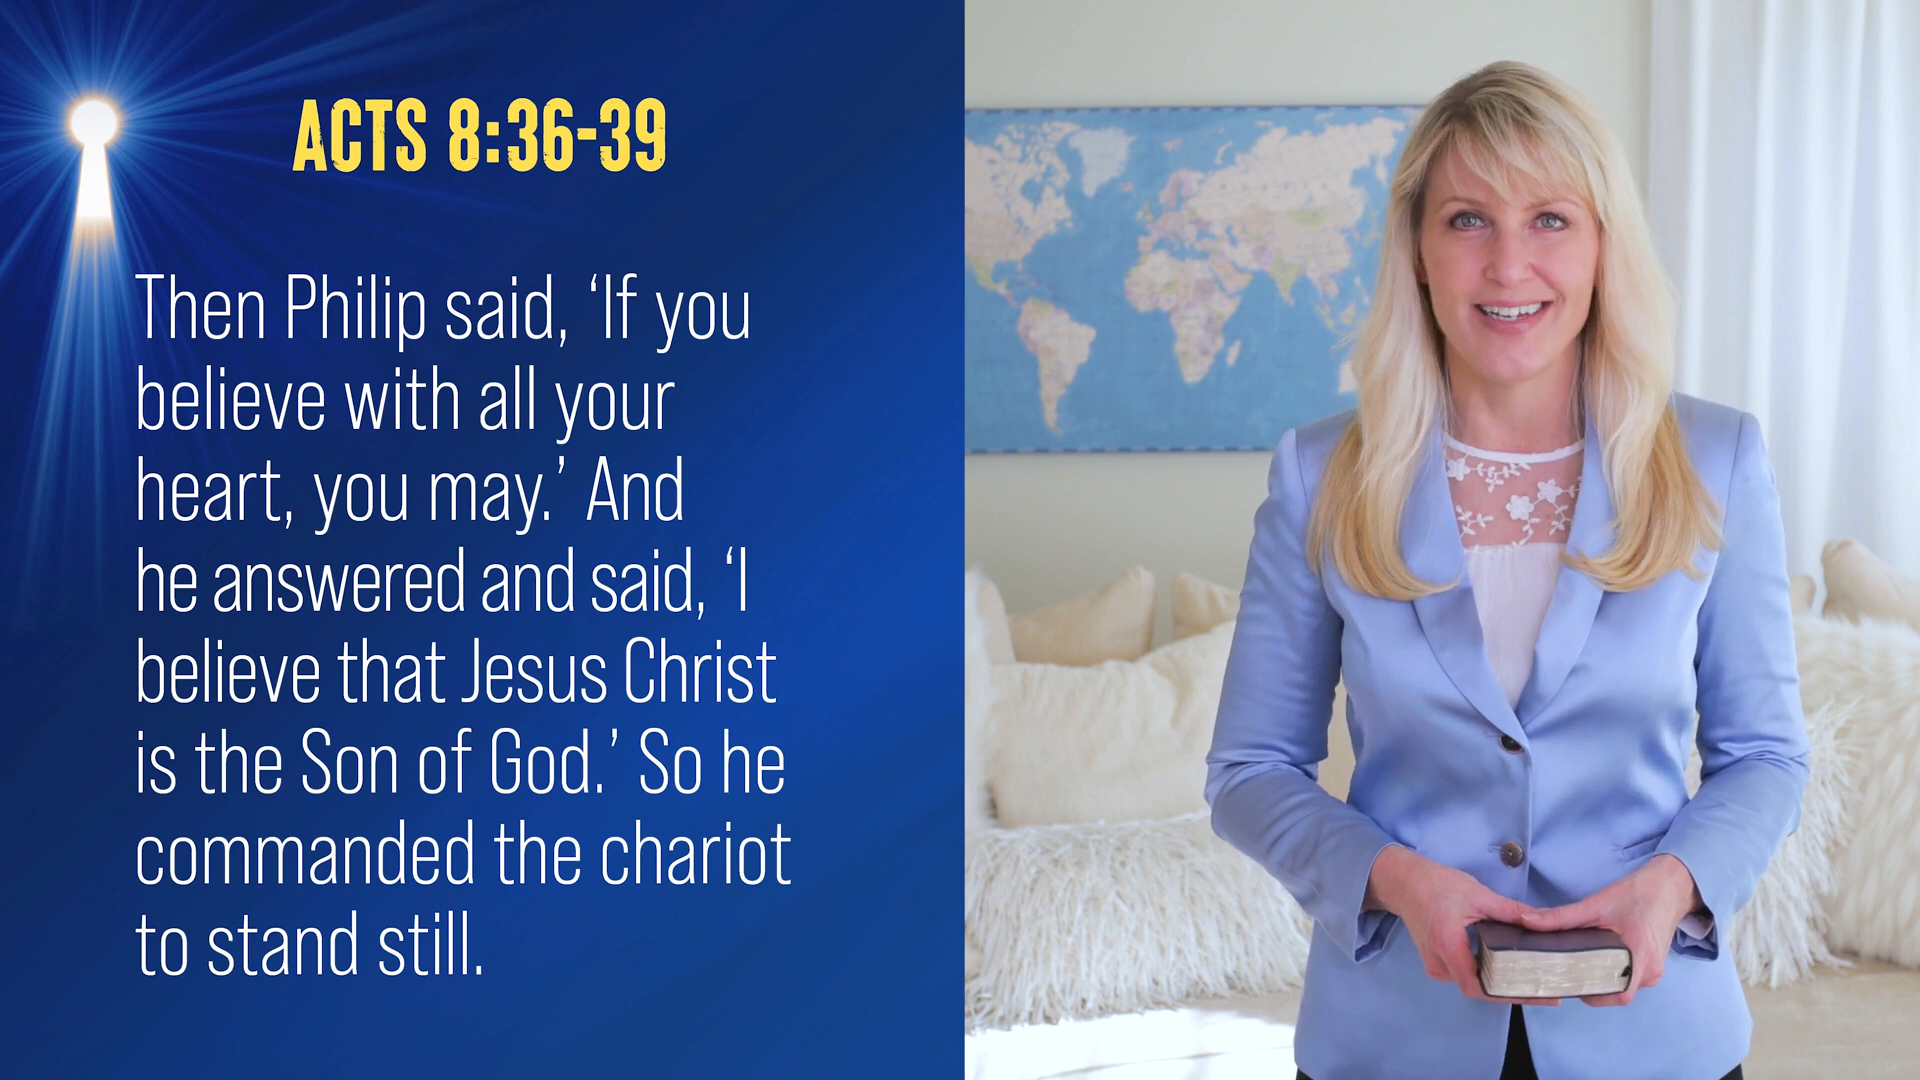 ACTS 8:36-39
Then Philip said, ‘If you
believe with all your
heart, you may.’ And
he answered and said, ‘I
believe that Jesus Christ
is the Son of God.’ So he
commanded the chariot
to stand still.